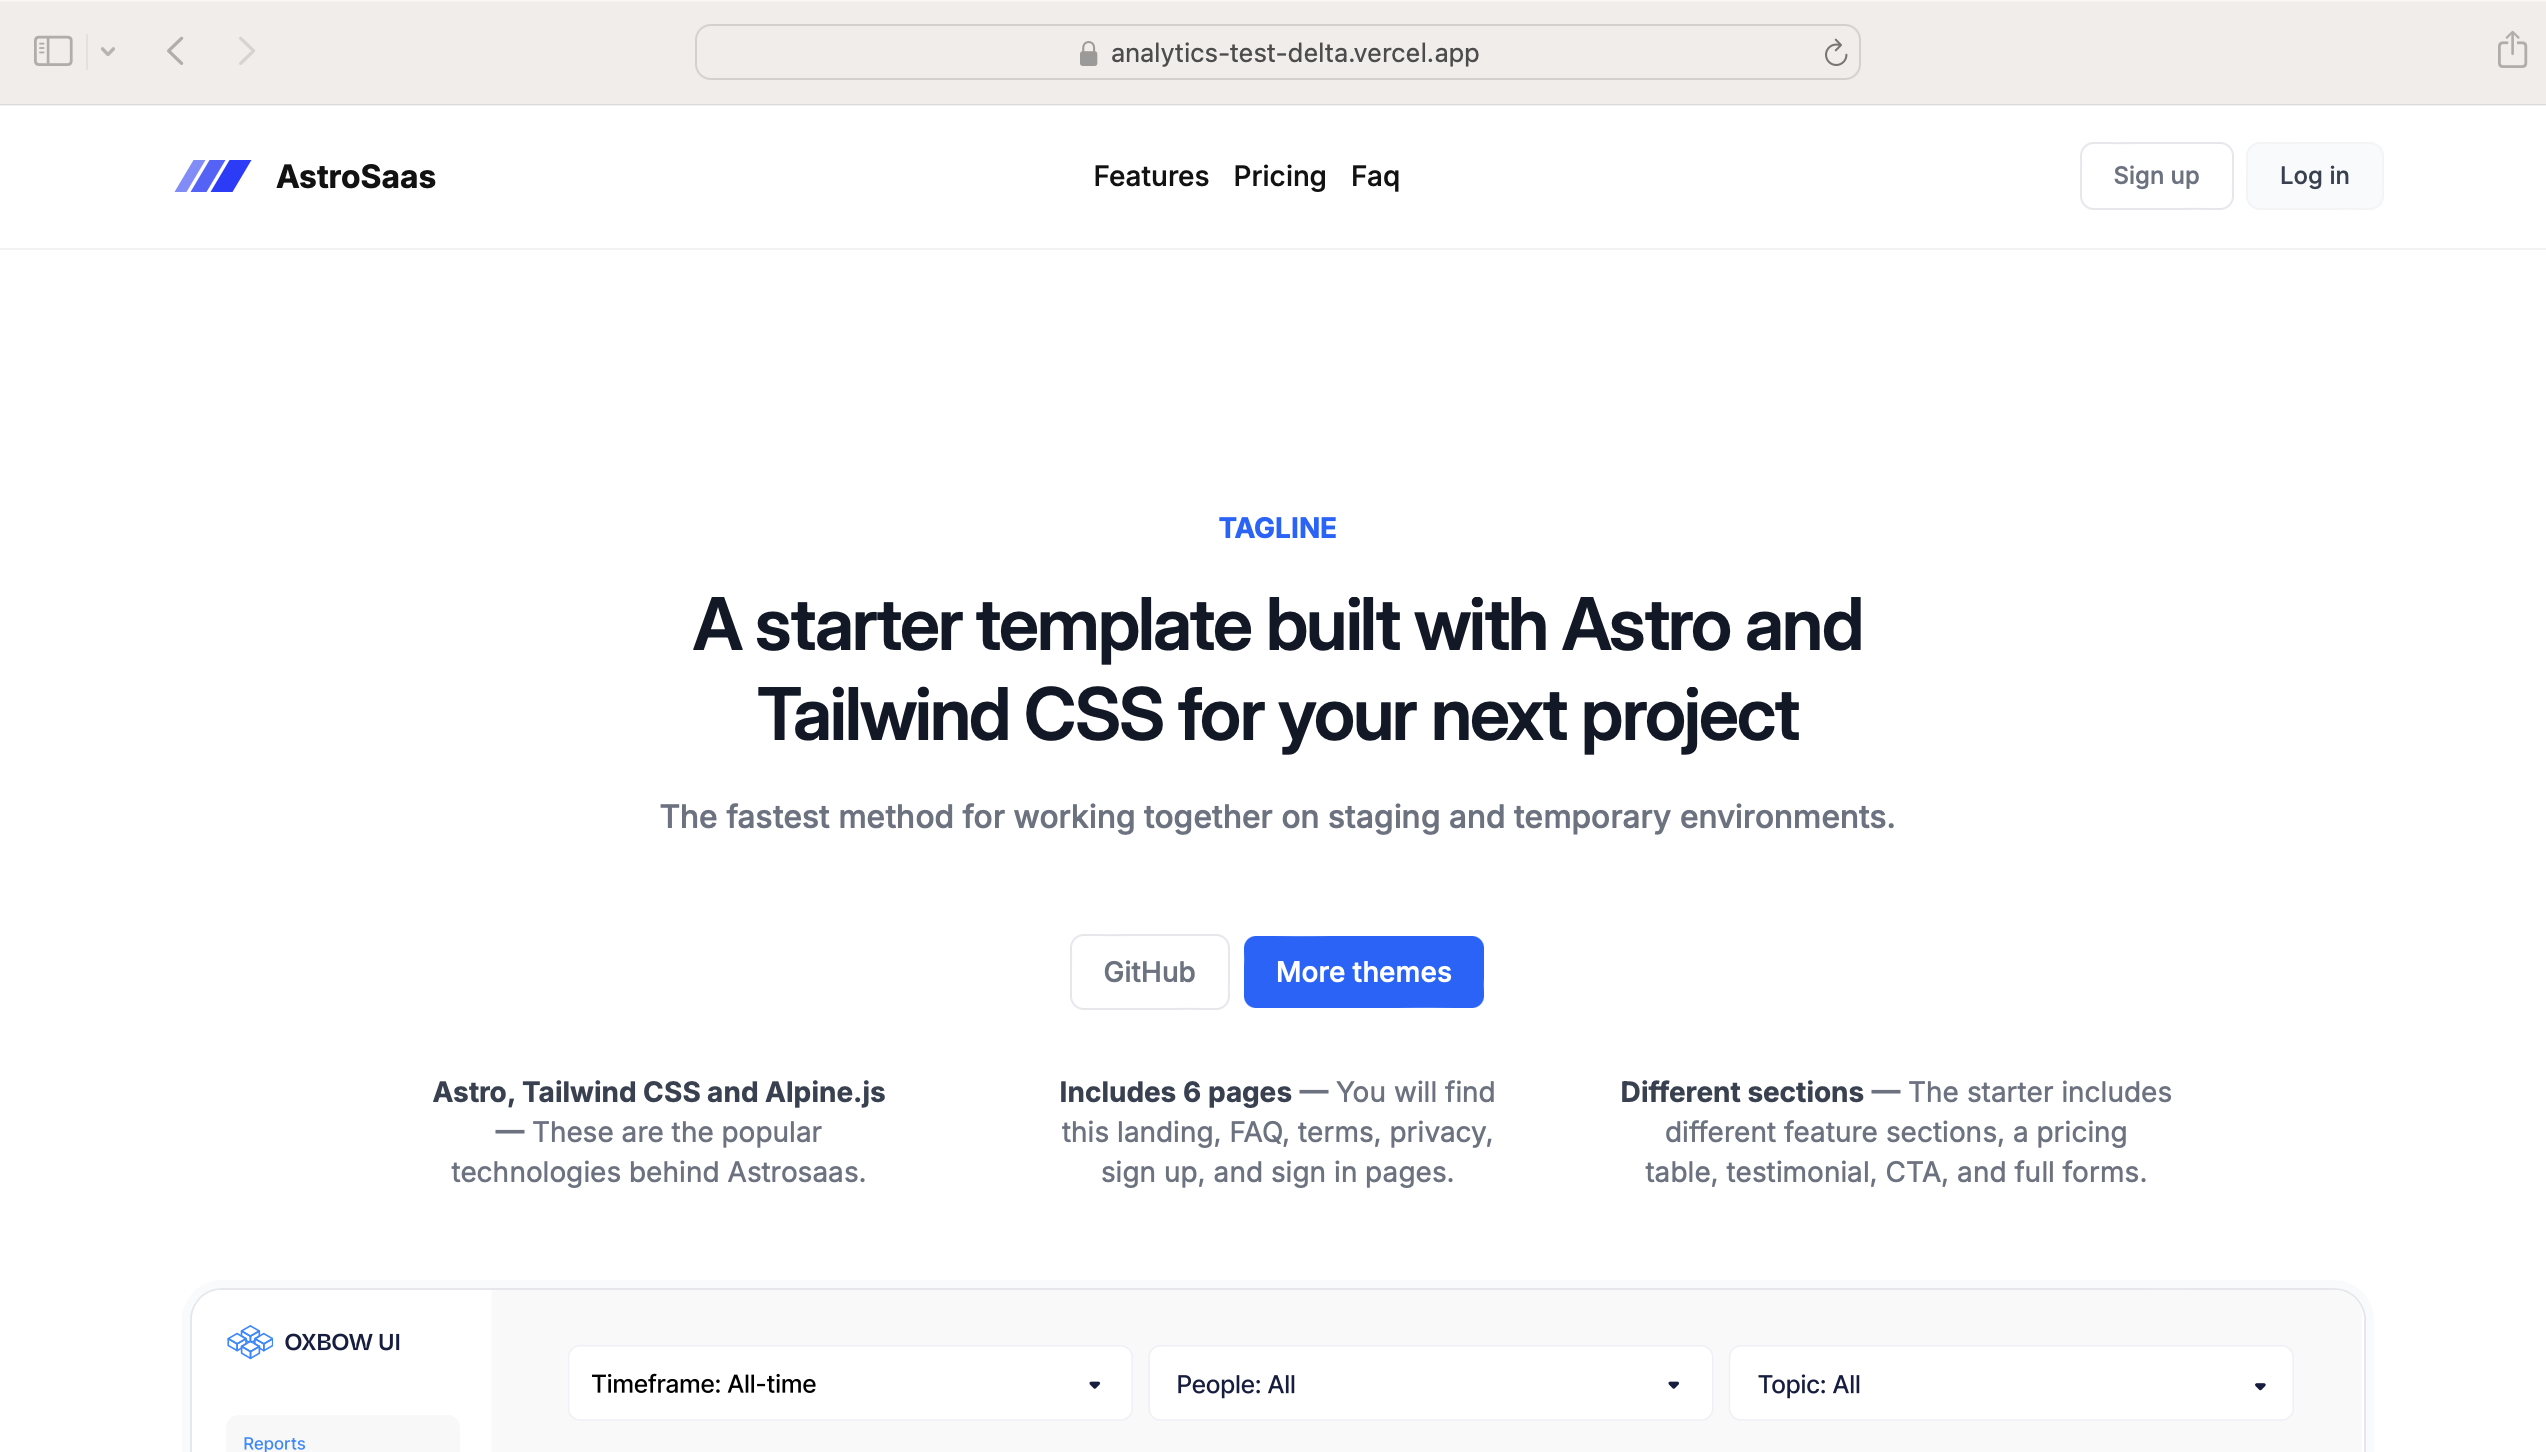 analytics-test-delta.vercel.app
AstroSaas
Features Pricing Faq
Sign up
Log in
TAGLINE
A starter template built with Astro and
Tailwind CSS for your next project
The fastest method for working together on staging and temporary environments.
GitHub
More themes
Astro, Tailwind CSS and Alpine.js
— These are the popular
technologies behind Astrosaas.
Includes 6 pages — You will find
this landing, FAQ, terms, privacy,
sign up, and sign in pages.
Different sections — The starter includes
different feature sections, a pricing
table, testimonial, CTA, and full forms.
OXBOW UI
Timeframe: All-time
People: All
Topic: All
Reports